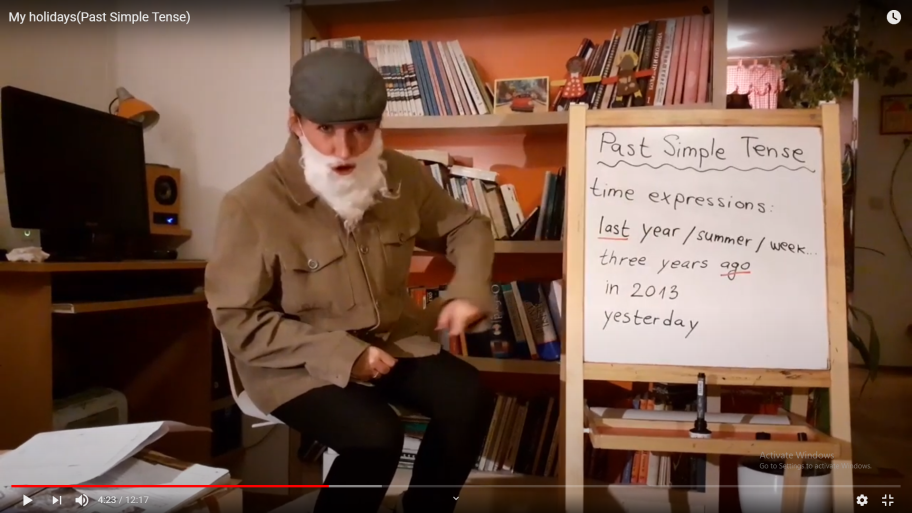 My holidays(Past Simple Tense)
Past Simple Tense
time expressions:
last year / summer / week...
three years ago
in 2013
yesterday
Activate Windows
Go to Settings to activate Windows.
4:23 / 12:17